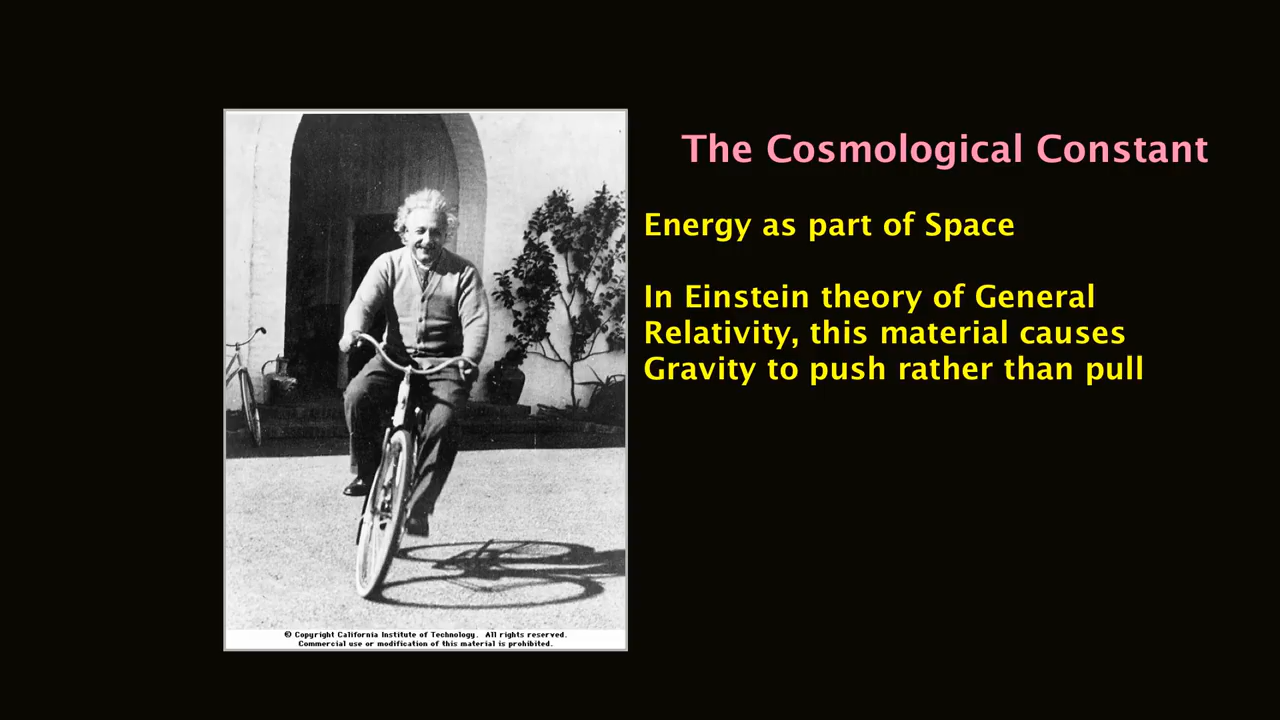 The Cosmological Constant
Energy as part of Space
In Einstein theory of General
Relativity, this material causes
Gravity to push rather than pull
© Copyright California Institute of Technology. All rights reserved.
Commercial use or modification of this material is prohibited.